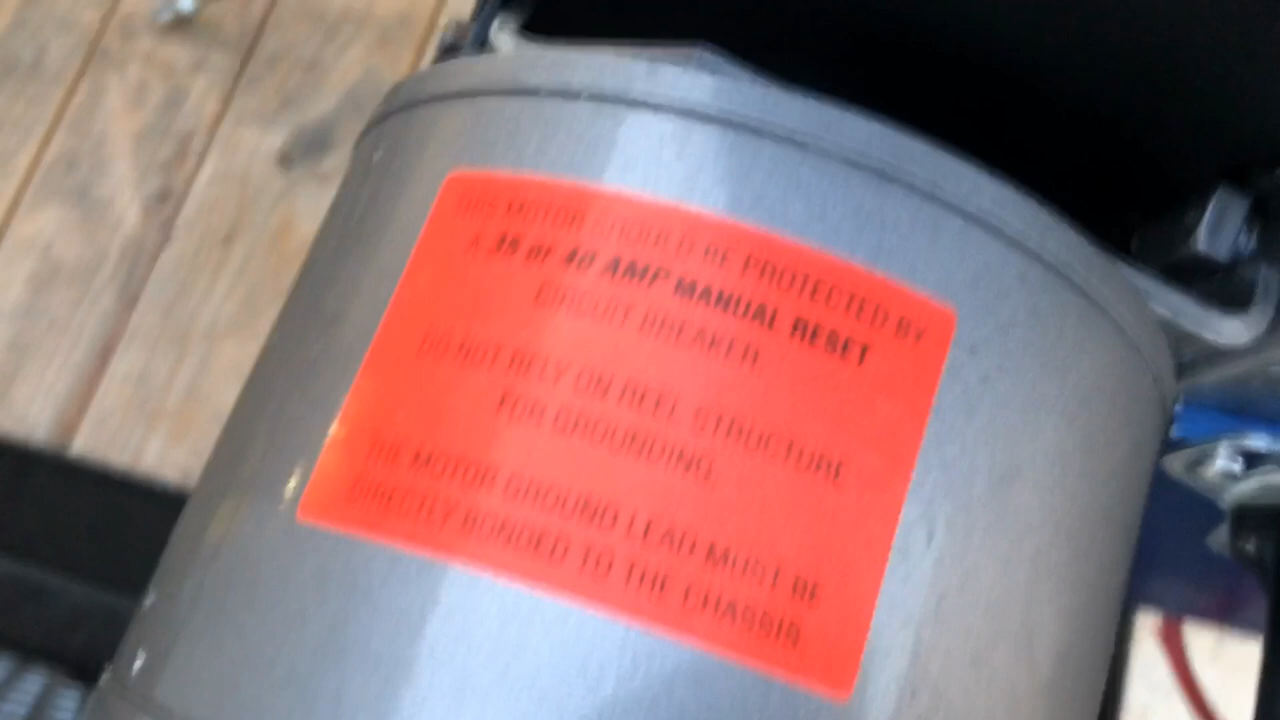 THIS MOTOR SHOULD BE PROTECTED BY
A 35 or 40 AMP MANUAL RESET
CIRCUIT BREAKER
DO NOT RELY ON REEL STRUCTURE
FOR GROUNDING
THE MOTOR GROUND LEAD MUST BE
DIRECTLY BONDED TO THE CHASSIS